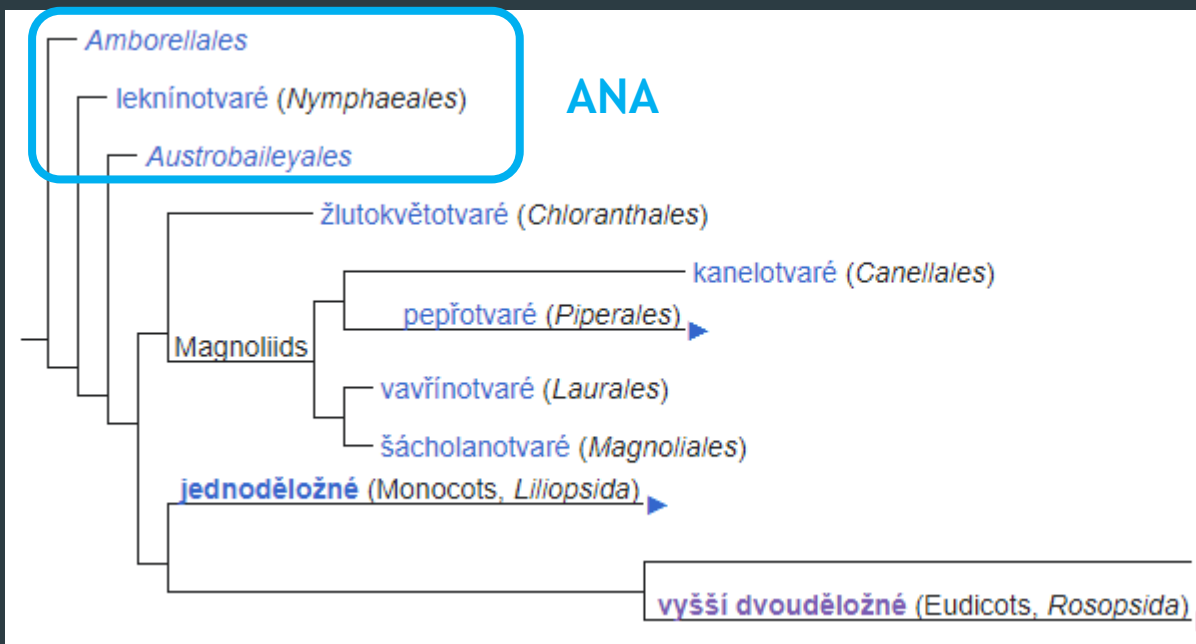 Amborellales
leknínotvaré (Nymphaeales)
ANA
Austrobaileyales
žlutokvětotvaré (Chloranthales)
kanelotvaré (Canellales)
pepřotvaré (Piperales)
Magnoliids
vavřínotvaré (Laurales)
šácholanotvaré (Magnoliales)
jednoděložné (Monocots, Liliopsida)
vyšší dvouděložné (Eudicots, Rosopsida)